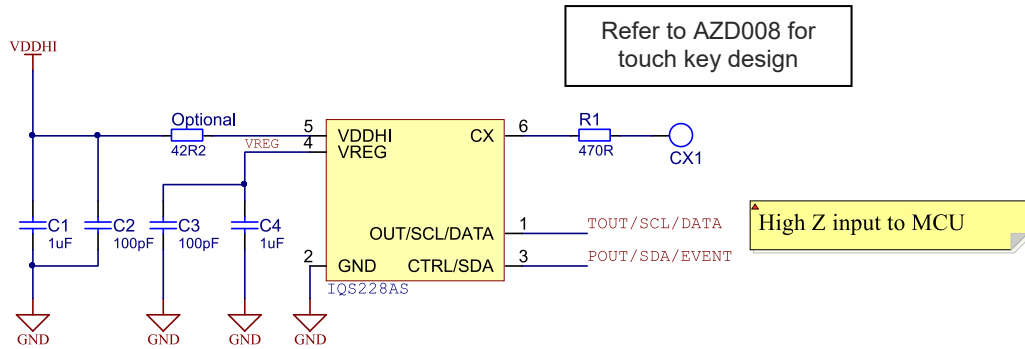 Refer to AZD008 for
touch key design
VDDHI
Optional
42R2
5
VDDHI
4
VREG
VREG
CX
6
R1
470R
CX1
C1
1uF
C2
100pF
C3
100pF
C4
1uF
OUT/SCL/DATA
1
TOUT/SCL/DATA
High Z input to MCU
2
GND
CTRL/SDA
3
POUT/SDA/EVENT
IQS228AS
GND
GND
GND
GND